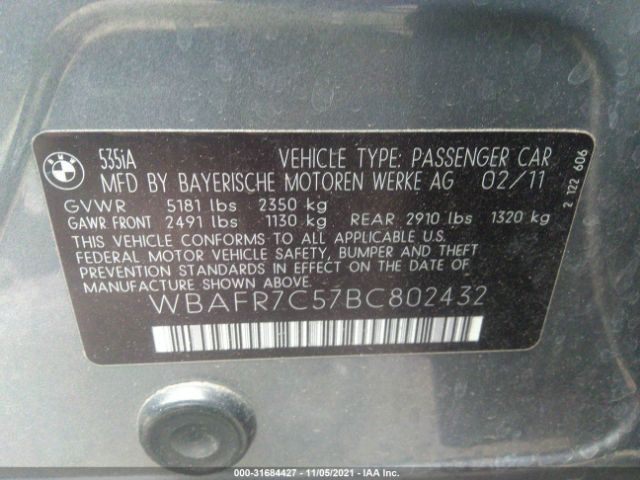 BMW
535iA VEHICLE TYPE: PASSENGER CAR
MFD BY BAYERISCHE MOTOREN WERKE AG 02/11
GVWR 5181 lbs 2350 kg
GAWR FRONT 2491 lbs 1130 kg REAR 2910 lbs 1320 kg
THIS VEHICLE CONFORMS TO ALL APPLICABLE U.S.
FEDERAL MOTOR VEHICLE SAFETY, BUMPER AND THEFT
PREVENTION STANDARDS IN EFFECT ON THE DATE OF
MANUFACTURE SHOWN ABOVE.
WBAFR7C57BC802432
2 122 606
000-31684427 - 11/05/2021 - IAA Inc.